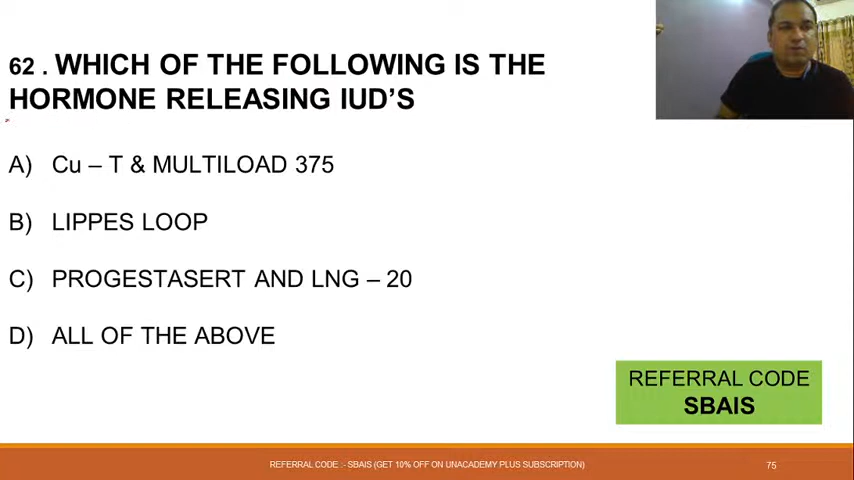 62 . WHICH OF THE FOLLOWING IS THE
HORMONE RELEASING IUD'S
A) Cu – T & MULTILOAD 375
B) LIPPES LOOP
C) PROGESTASERT AND LNG – 20
D) ALL OF THE ABOVE
REFERRAL CODE
SBAIS
REFERRAL CODE :- SBAIS (GET 10% OFF ON UNACADEMY PLUS SUBSCRIPTION)
75